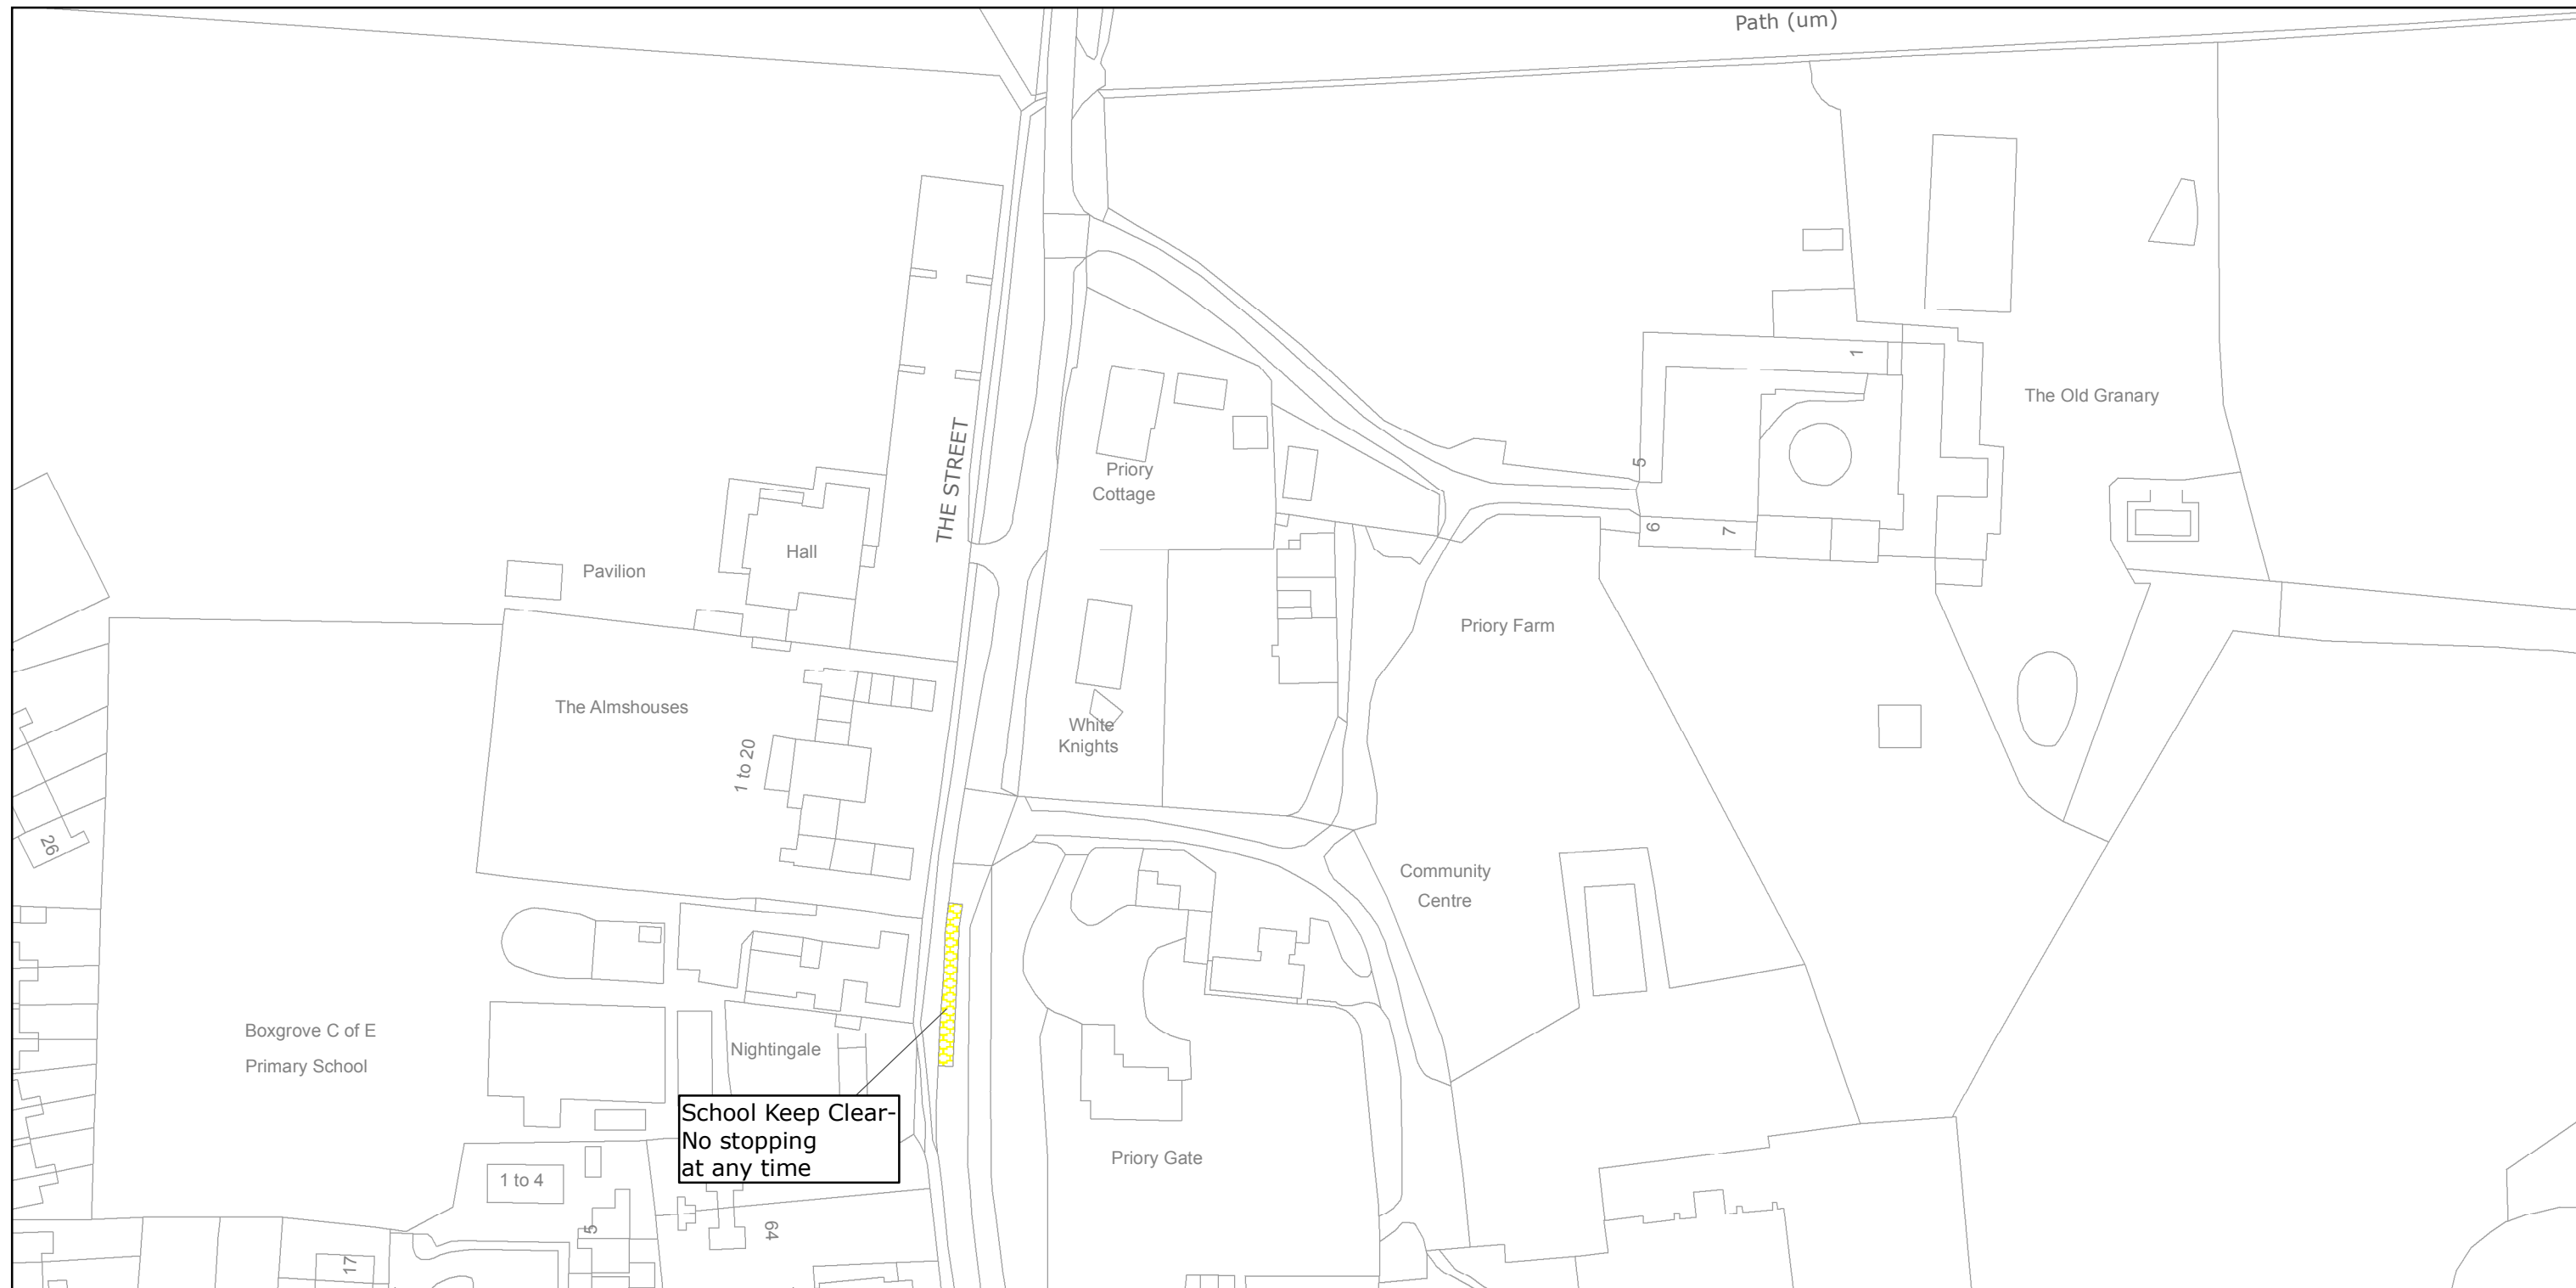 Path (um)
1
The Old Granary
THE STREET
5
Priory
Cottage
6
7
Hall
Pavilion
Priory Farm
The Almshouses
White
Knights
1 to 20
26
Community
Centre
Boxgrove C of E
Primary School
Nightingale
School Keep Clear-
No stopping
at any time
Priory Gate
1 to 4
5
64
17